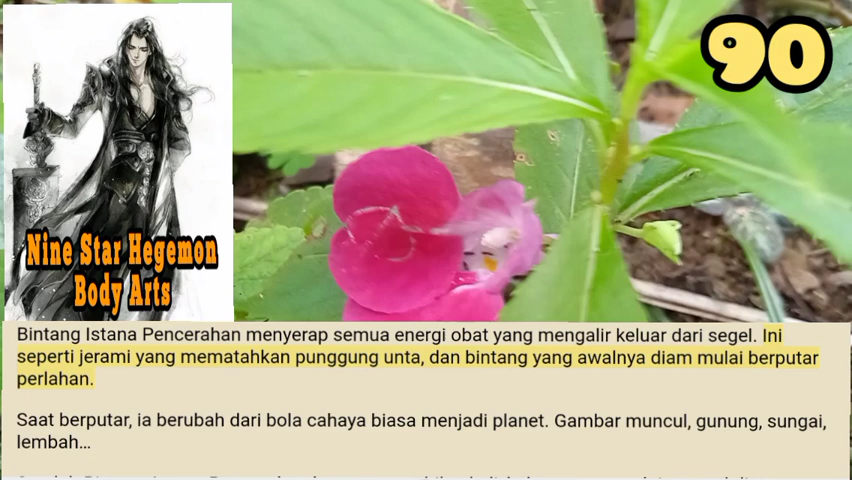 90
Nine Star Hegemon
Body Arts
Bintang Istana Pencerahan menyerap semua energi obat yang mengalir keluar dari segel. Ini
seperti jerami yang mematahkan punggung unta, dan bintang yang awalnya diam mulai berputar
perlahan.
Saat berputar, ia berubah dari bola cahaya biasa menjadi planet. Gambar muncul, gunung, sungai,
lembah...